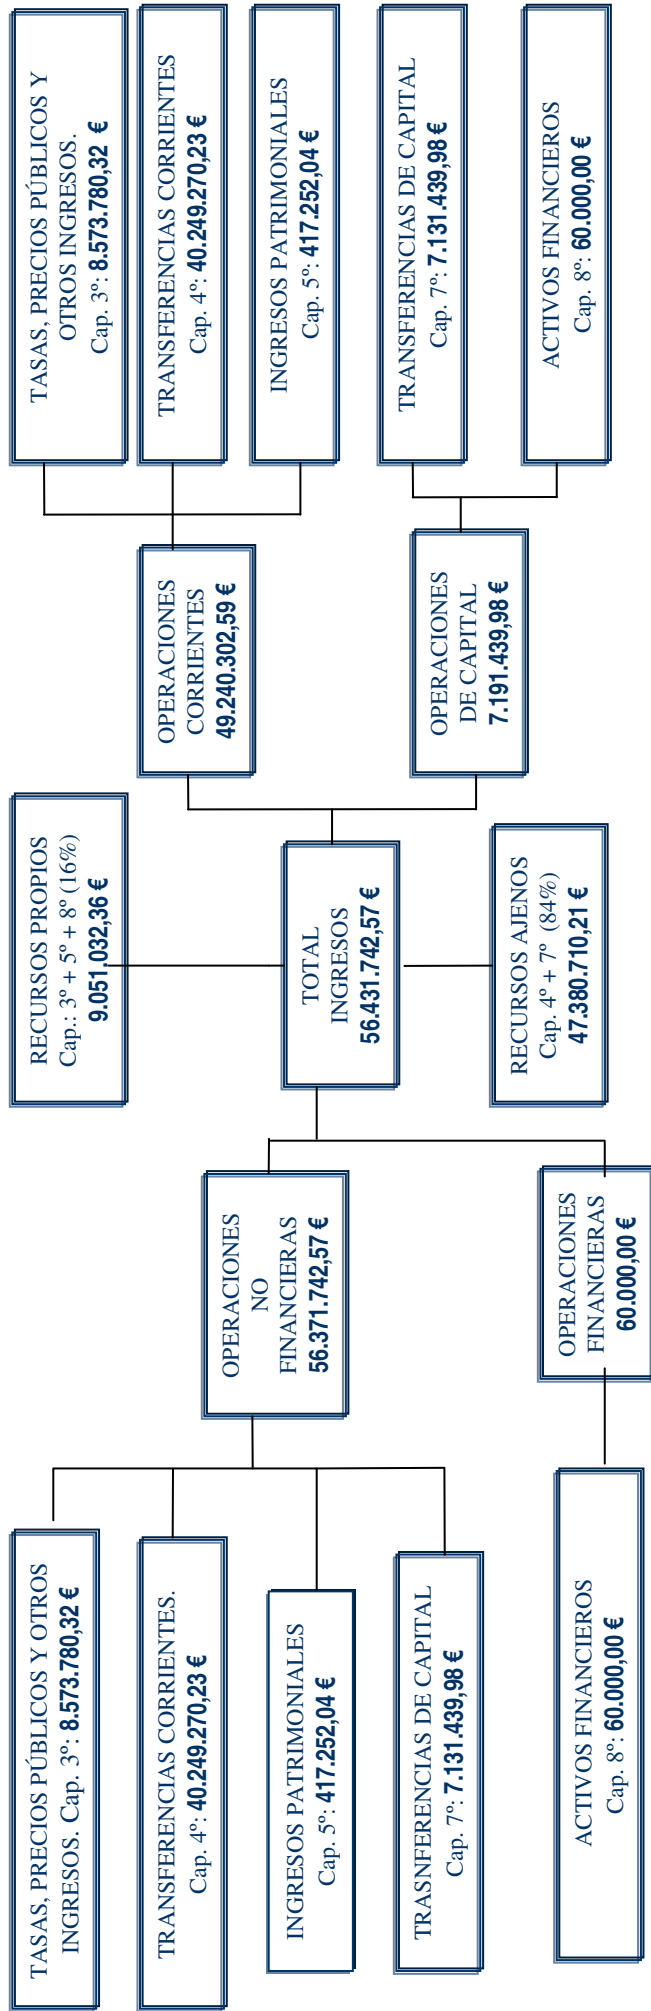 TASAS, PRECIOS PÚBLICOS Y OTROS
INGRESOS. Cap. 3º: 8.573.780,32 €
TRANSFERENCIAS CORRIENTES.
Cap. 4º: 40.249.270,23 €
INGRESOS PATRIMONIALES
Cap. 5º: 417.252,04 €
TRASNFERENCIAS DE CAPITAL
Cap. 7º: 7.131.439,98 €
ACTIVOS FINANCIEROS
Cap. 8º: 60.000,00 €
OPERACIONES
NO
FINANCIERAS
56.371.742,57 €
OPERACIONES
FINANCIERAS
60.000,00 €
RECURSOS PROPIOS
Cap.: 3º + 5º + 8º (16%)
9.051.032,36 €
TOTAL
INGRESOS
56.431.742,57 €
RECURSOS AJENOS
Cap. 4º + 7º (84%)
47.380.710,21 €
OPERACIONES
CORRIENTES
49.240.302,59 €
OPERACIONES
DE CAPITAL
7.191.439,98 €
TASAS, PRECIOS PÚBLICOS Y
OTROS INGRESOS.
Cap. 3º: 8.573.780,32 €
TRANSFERENCIAS CORRIENTES
Cap. 4º: 40.249.270,23 €
INGRESOS PATRIMONIALES
Cap. 5º: 417.252,04 €
TRANSFERENCIAS DE CAPITAL
Cap. 7º: 7.131.439,98 €
ACTIVOS FINANCIEROS
Cap. 8º: 60.000,00 €